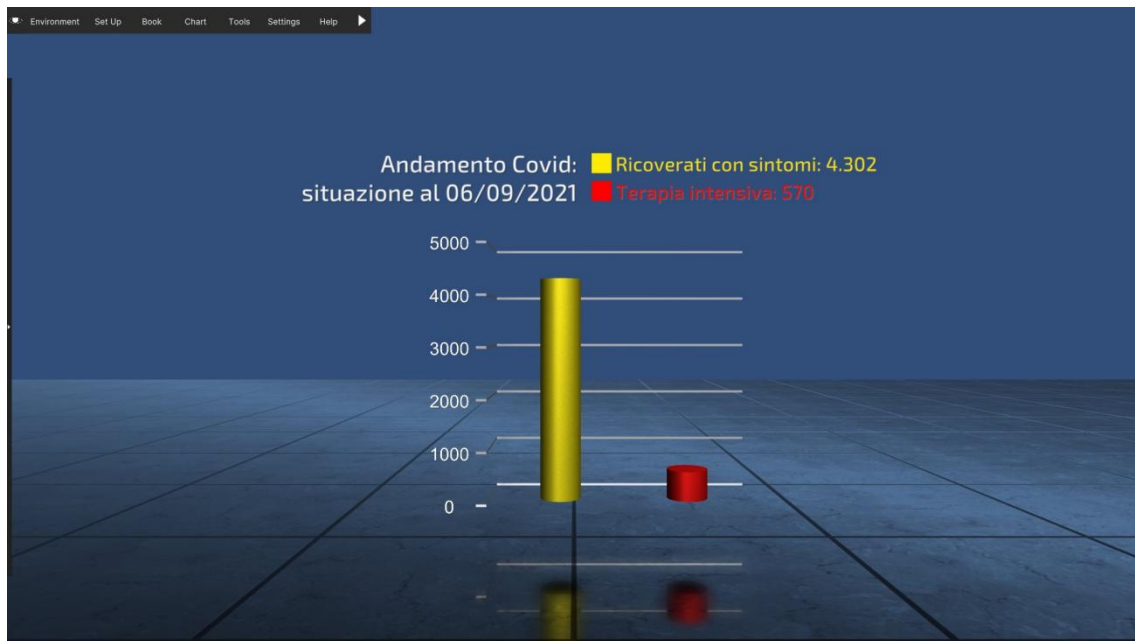 Environment Set Up Book Chart Tools Settings Help
Andamento Covid:
situazione al 06/09/2021
Ricoverati con sintomi: 4.302
Terapia intensiva: 570
5000
4000
3000
2000
1000
0